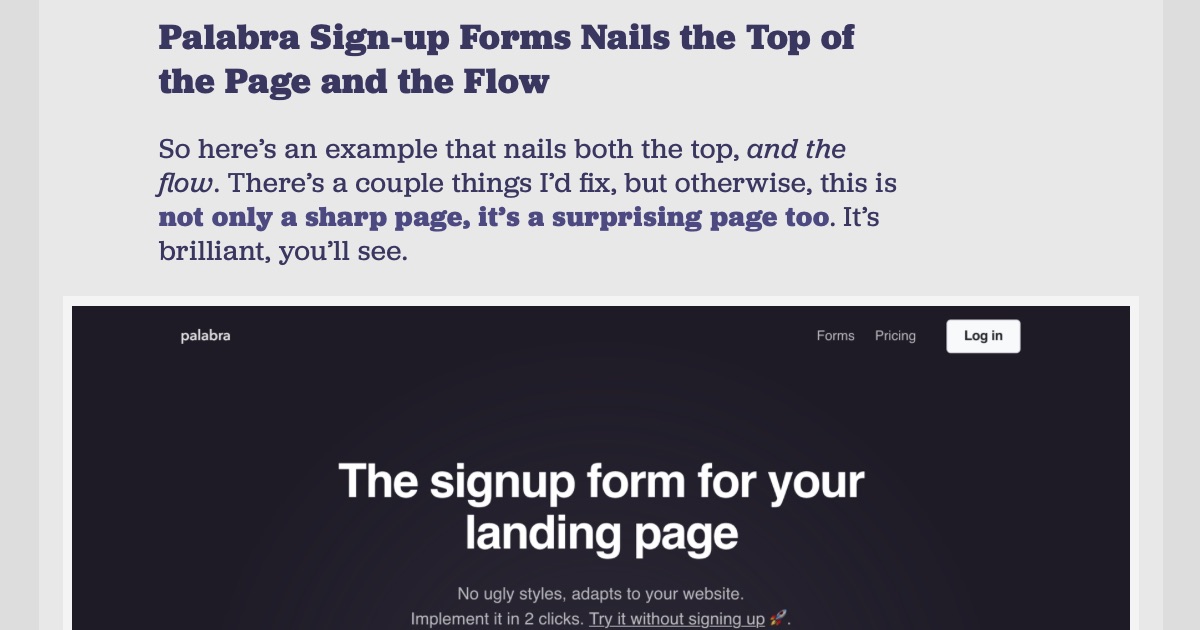 Palabra Sign-up Forms Nails the Top of
the Page and the Flow
So here’s an example that nails both the top, and the
flow. There’s a couple things I’d fix, but otherwise, this is
not only a sharp page, it’s a surprising page too. It’s
brilliant, you’ll see.
palabra
Forms Pricing Log in
The signup form for your
landing page
No ugly styles, adapts to your website.
Implement it in 2 clicks. Try it without signing up 🚀.